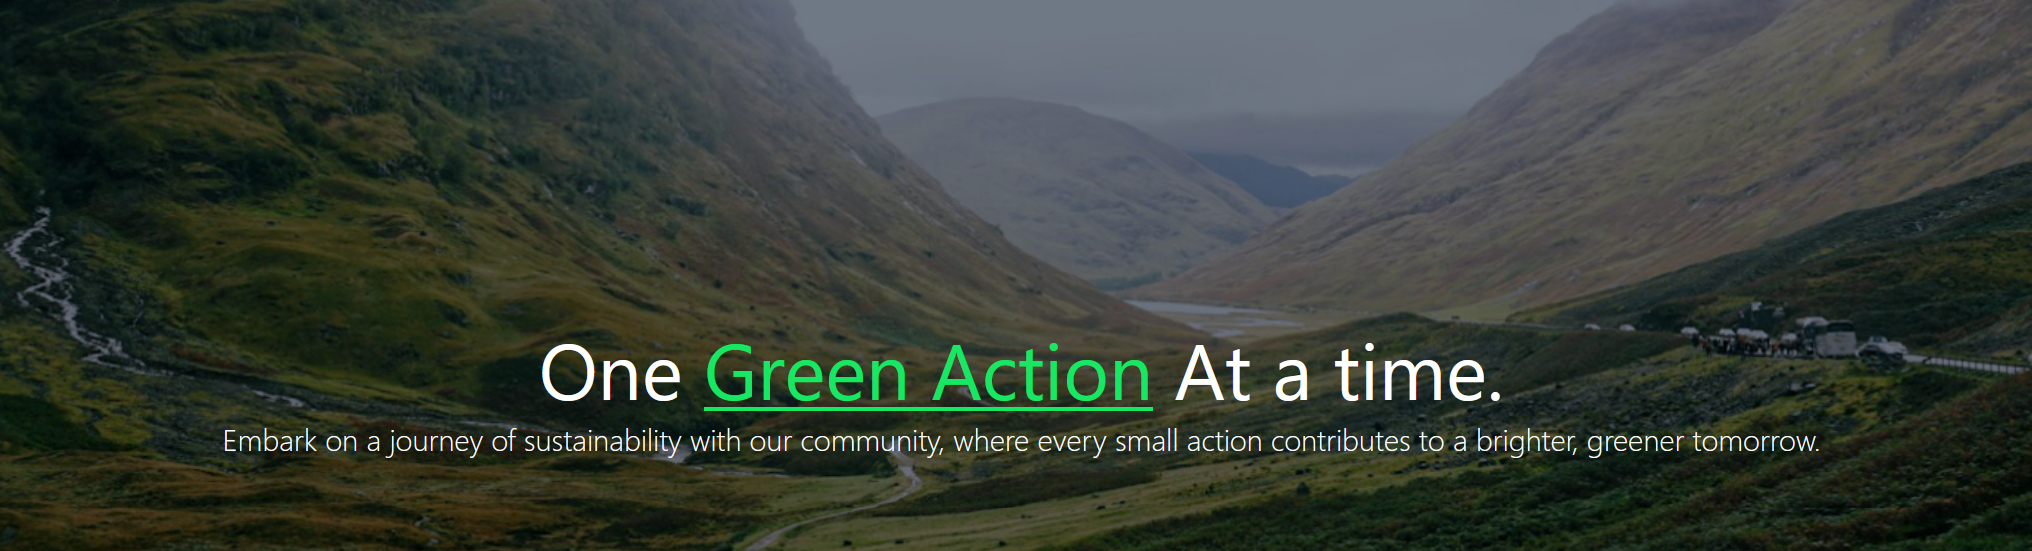 One Green Action At a time.
Embark on a journey of sustainability with our community, where every small action contributes to a brighter, greener tomorrow.